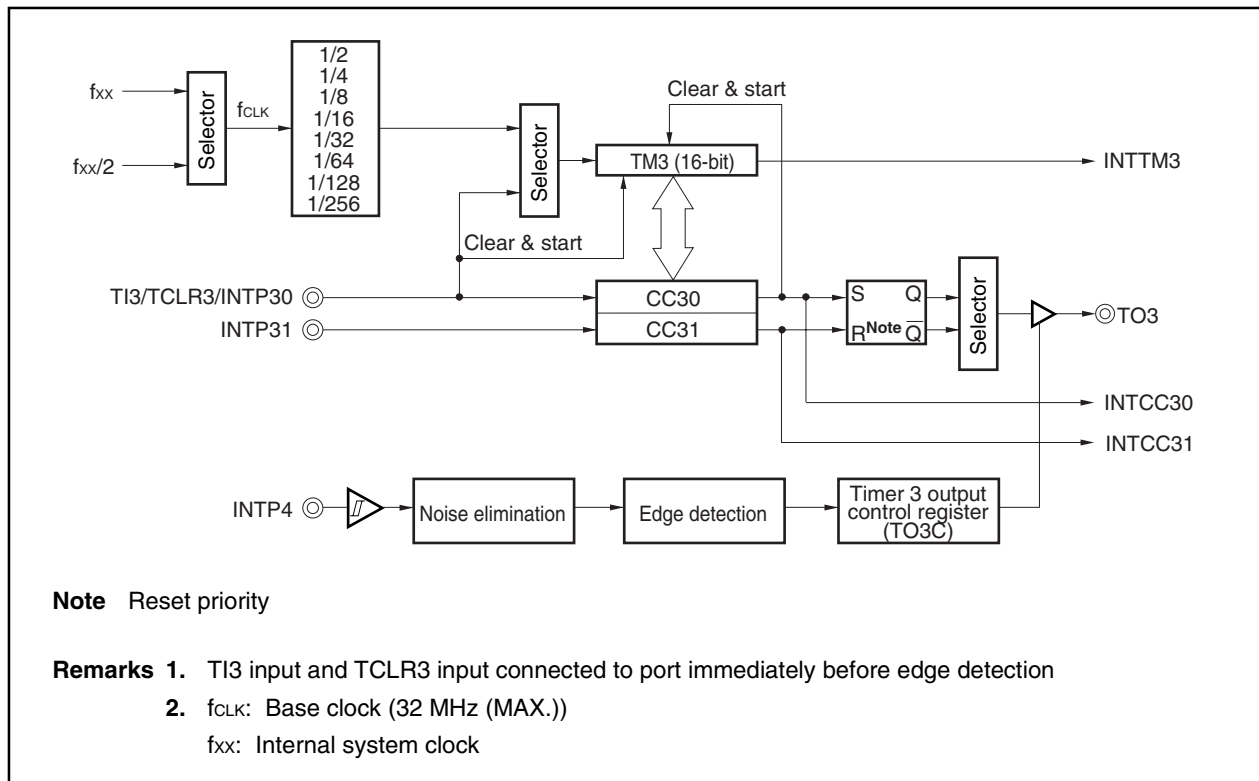 fxx
fxx/2
Selector
fCLK
1/2
1/4
1/8
1/16
1/32
1/64
1/128
1/256
Selector
Clear & start
TM3 (16-bit)
INTTM3
Clear & start
TI3/TCLR3/INTP30
INTP31
CC30
CC31
S Q
RNote Q̅
Selector
TO3
INTCC30
INTCC31
INTP4
Noise elimination
Edge detection
Timer 3 output
control register
(TO3C)
Note Reset priority
Remarks 1. TI3 input and TCLR3 input connected to port immediately before edge detection
2. fCLK: Base clock (32 MHz (MAX.))
fxx: Internal system clock